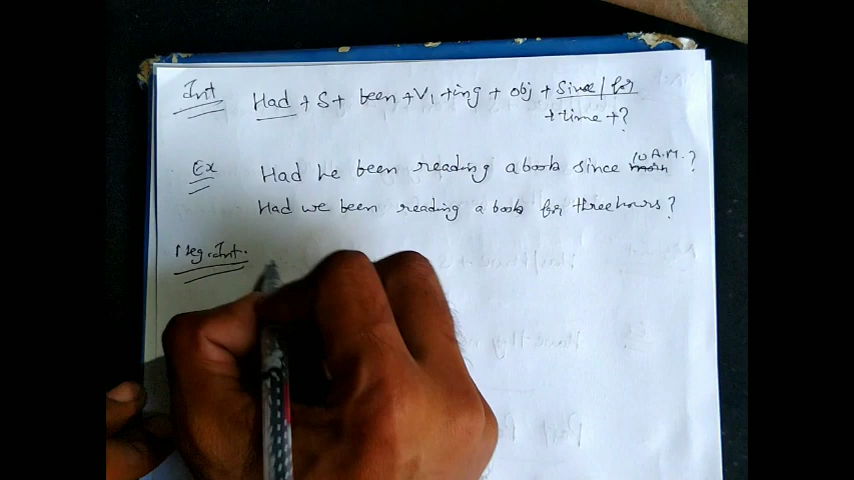 Int Had + S + been + V1 + ing + obj + Since / for
+ time + ?
Ex Had he been reading a book since 10 A.M. ?
Had we been reading a book for three hours ?
Neg. Int.